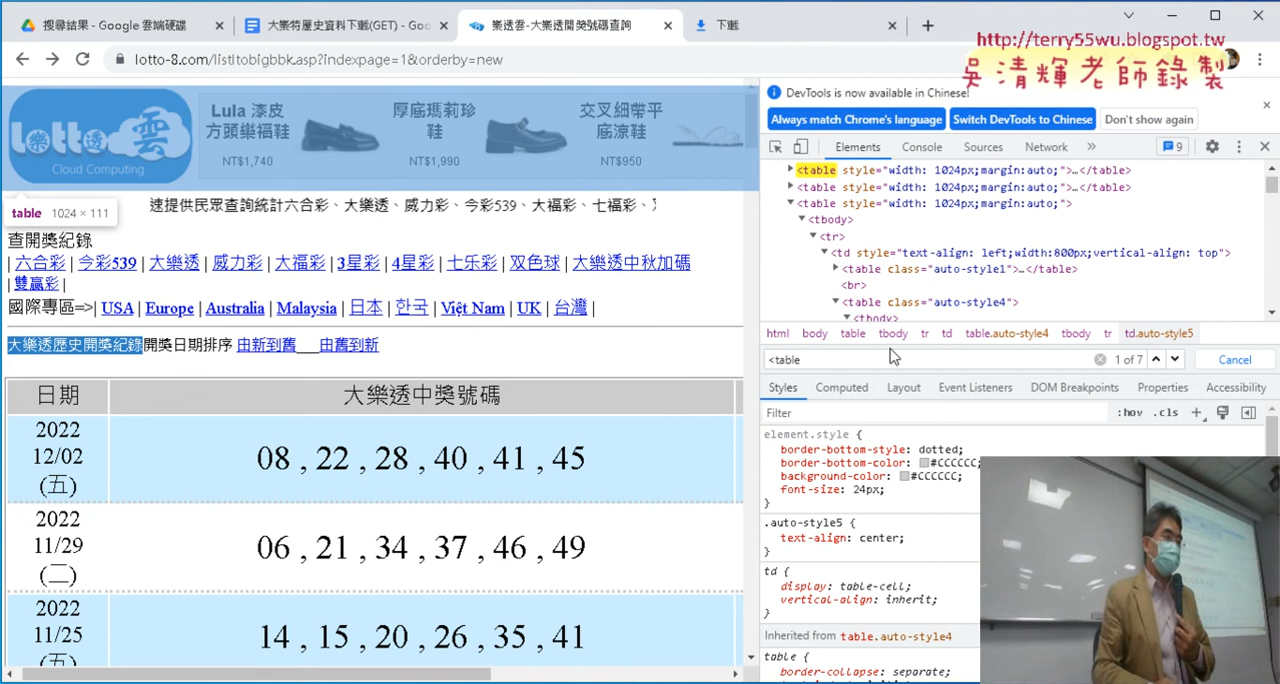 搜尋結果 - Google 雲端硬碟
大樂特歷史資料下載(GET) - Goo
樂透雲-大樂透開獎號碼查詢
下載
lotto-8.com/listltobigbbk.asp?indexpage=1&orderby=new
http://terry55wu.blogspot.tw
吳清輝老師錄製
Lotto樂透雲
Cloud Computing
Lula 漆皮
方頭樂福鞋
NT$1,740
厚底瑪莉珍
鞋
NT$1,990
交叉細帶平
底涼鞋
NT$950
table 1024 × 111
速提供民眾查詢統計六合彩、大樂透、威力彩、今彩539、大福彩、七福彩、
查開獎紀錄
| 六合彩 | 今彩539 | 大樂透 | 威力彩 | 大福彩 | 3星彩 | 4星彩 | 七乐彩 | 双色球 | 大樂透中秋加碼
| 雙贏彩 |
國際專區=>| USA | Europe | Australia | Malaysia | 日本 | 한국 | Việt Nam | UK | 台灣 |
大樂透歷史開獎紀錄開獎日期排序 由新到舊___由舊到新
日期 大樂透中獎號碼
2022
12/02
(五)
08 , 22 , 28 , 40 , 41 , 45
2022
11/29
(二)
06 , 21 , 34 , 37 , 46 , 49
2022
11/25
(五)
14 , 15 , 20 , 26 , 35 , 41
DevTools is now available in Chinese!
Always match Chrome's language
Switch DevTools to Chinese
Don't show again
Elements Console Sources Network » 9
<table style="width: 1024px;margin:auto;">…</table>
<table style="width: 1024px;margin:auto;">…</table>
<table style="width: 1024px;margin:auto;">
<tbody>
<tr>
<td style="text-align: left;width:800px;vertical-align: top">
<table class="auto-style1">…</table>
<br>
<table class="auto-style4">
<tbody>
html body table tbody tr td table.auto-style4 tbody tr td.auto-style5
<table 1 of 7 Cancel
Styles Computed Layout Event Listeners DOM Breakpoints Properties Accessibility
Filter :hov .cls +
element.style {
border-bottom-style: dotted;
border-bottom-color: #CCCCCC;
background-color: #CCCCCC;
font-size: 24px;
}
.auto-style5 {
text-align: center;
}
td {
display: table-cell;
vertical-align: inherit;
}
Inherited from table.auto-style4
table {
border-collapse: separate;